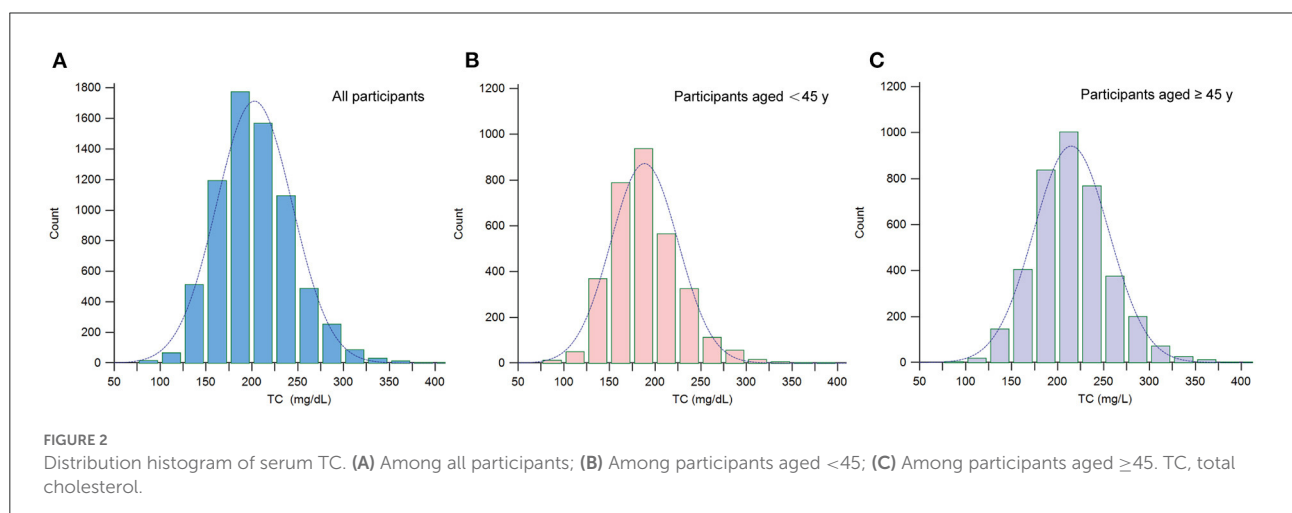 A
B
C
All participants
Participants aged <45 y
Participants aged ≥ 45 y
1800
1600
1400
1200
1000
800
600
400
200
0
Count
50 100 150 200 250 300 350 400
TC (mg/dL)
1200
1000
800
600
400
200
0
Count
50 100 150 200 250 300 350 400
TC (mg/dL)
1200
1000
800
600
400
200
0
Count
50 100 150 200 250 300 350 400
TC (mg/L)
FIGURE 2
Distribution histogram of serum TC. (A) Among all participants; (B) Among participants aged <45; (C) Among participants aged ≥45. TC, total
cholesterol.